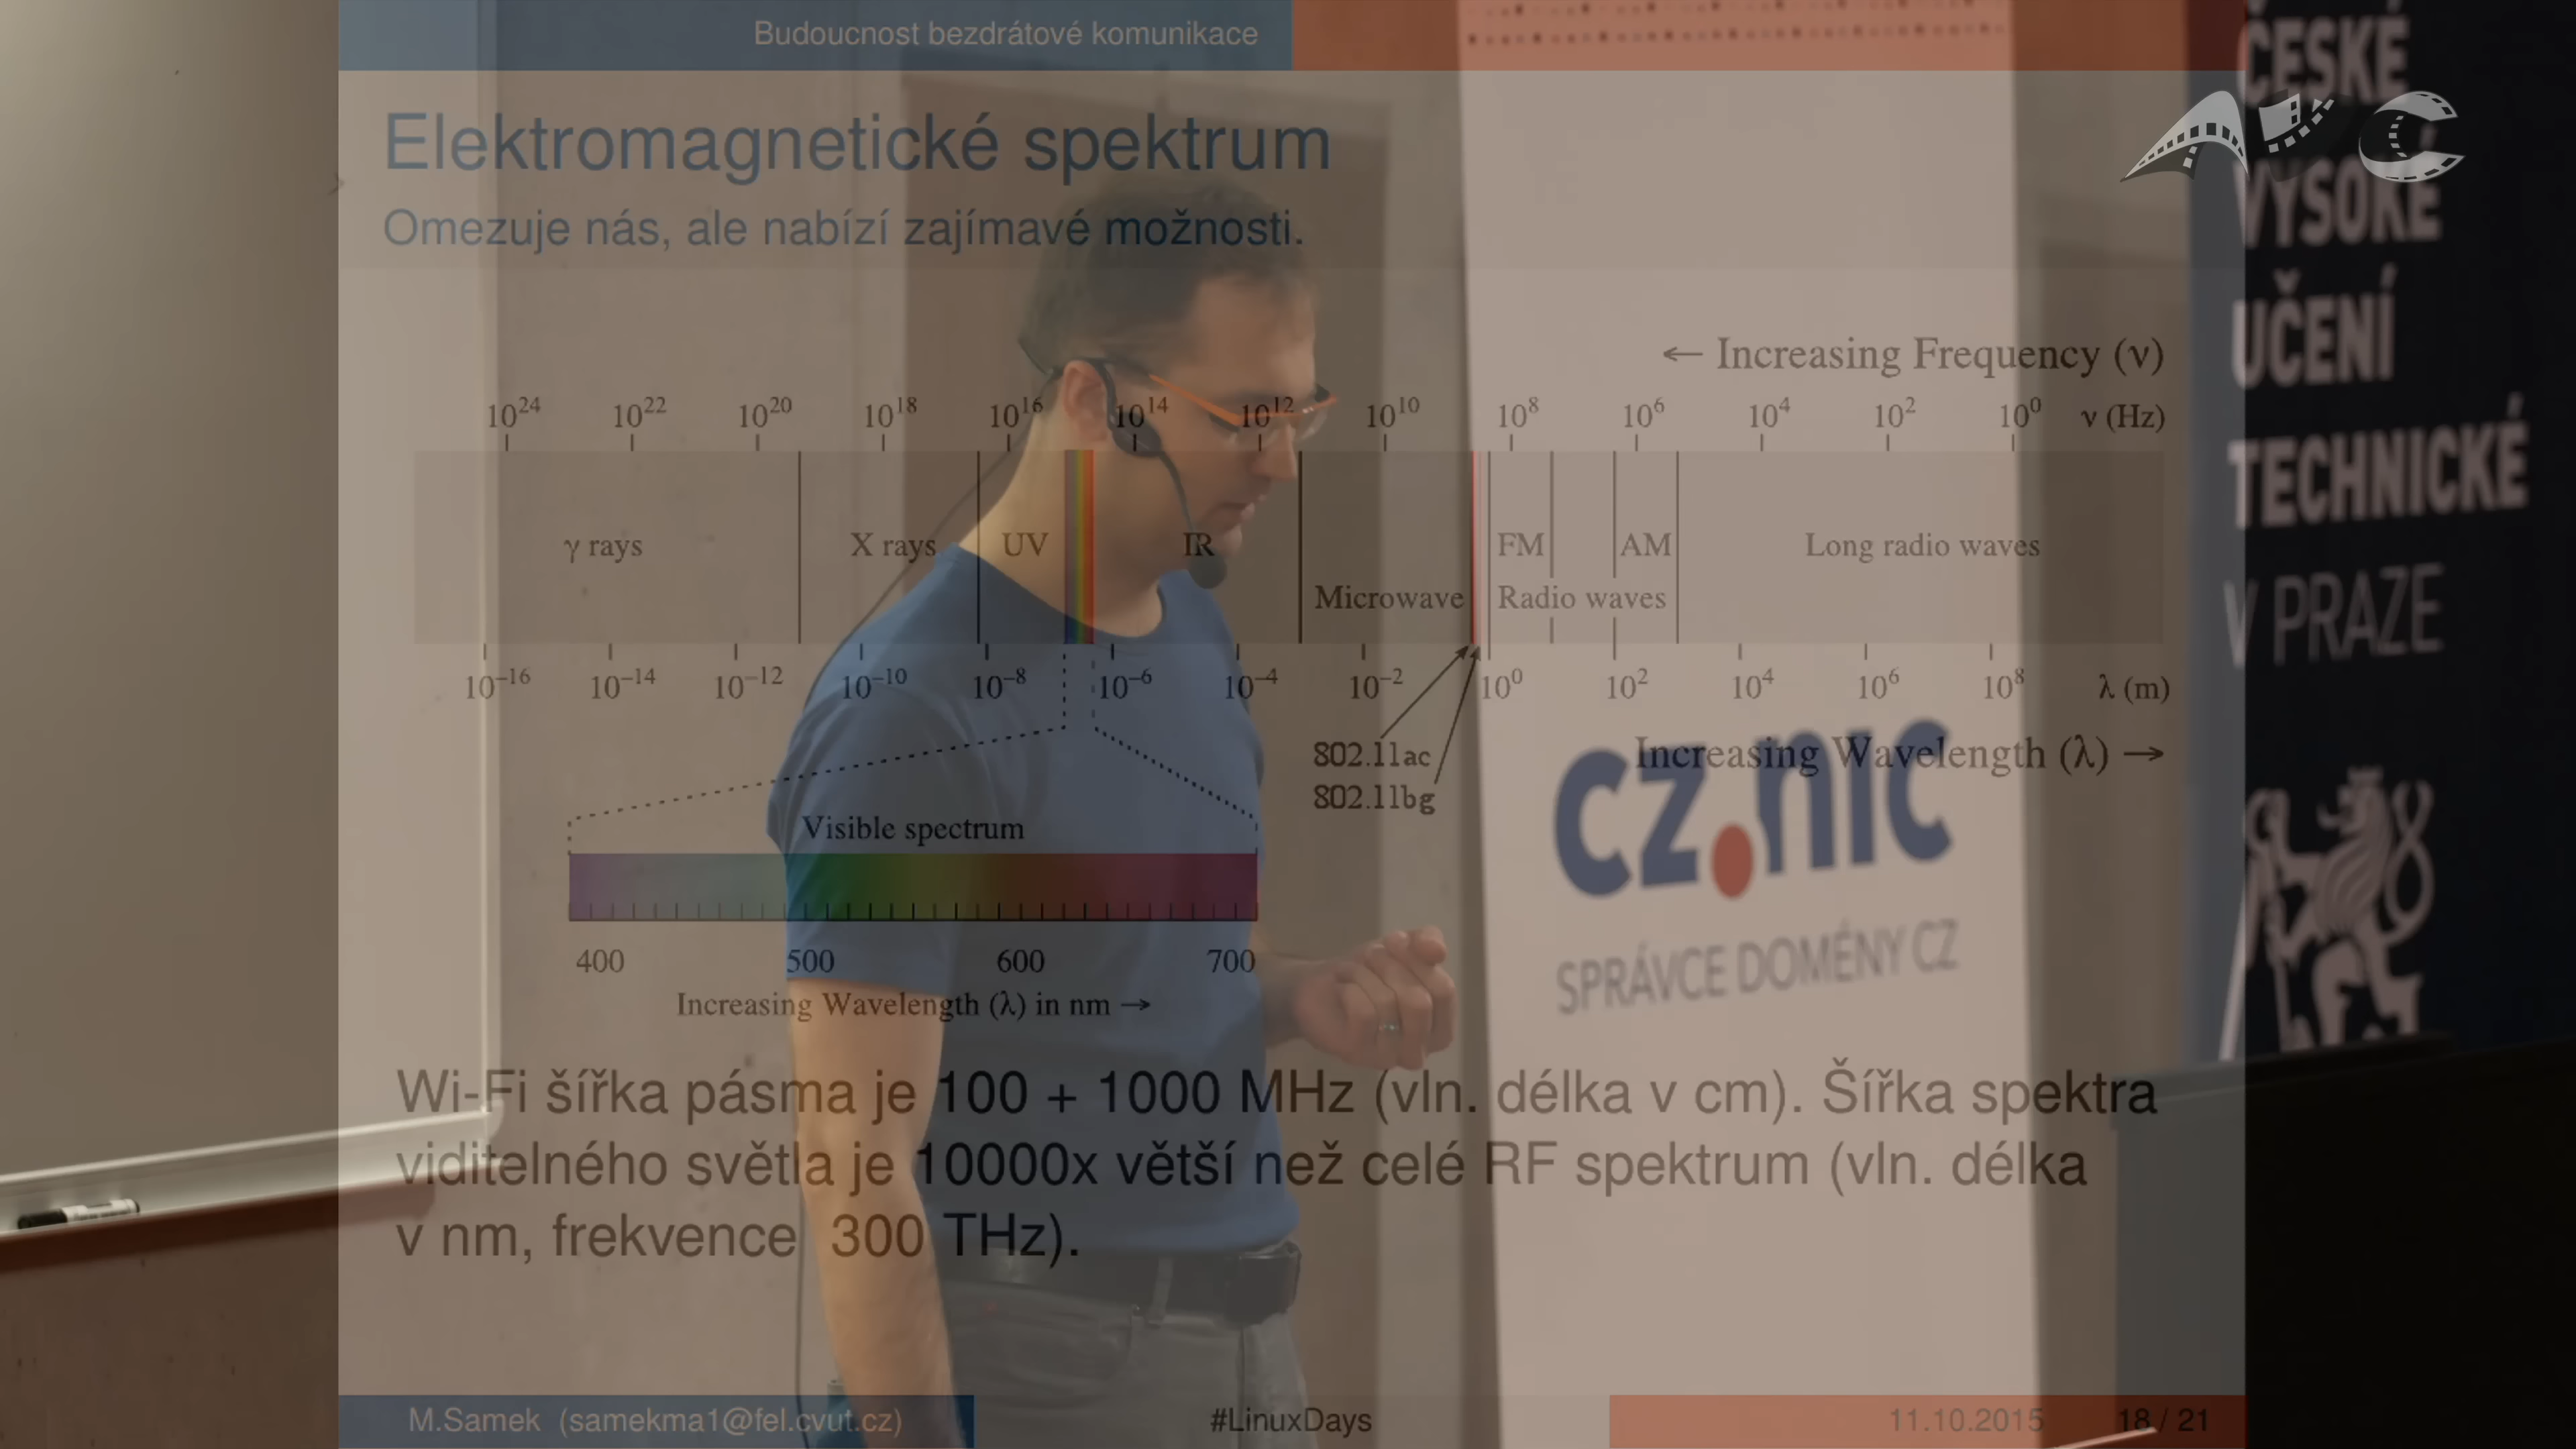 Budoucnost bezdrátové komunikace
Elektromagnetické spektrum
Omezuje nás, ale nabízí zajímavé možnosti.
← Increasing Frequency (ν)
10^24 10^22 10^20 10^18 10^16 10^14 10^12 10^10 10^8 10^6 10^4 10^2 10^0 ν (Hz)
γ rays X rays UV IR FM AM Long radio waves
Microwave Radio waves
10^-16 10^-14 10^-12 10^-10 10^-8 10^-6 10^-4 10^-2 10^0 10^2 10^4 10^6 10^8 λ (m)
802.11ac
802.11bg
Increasing Wavelength (λ) →
Visible spectrum
400 500 600 700
Increasing Wavelength (λ) in nm →
Wi-Fi šířka pásma je 100 + 1000 MHz (vln. délka v cm). Šířka spektra
viditelného světla je 10000x větší než celé RF spektrum (vln. délka
v nm, frekvence 300 THz).
M.Samek (samekma1@fel.cvut.cz)
#LinuxDays
11.10.2015 18 / 21
CZ.NIC
SPRÁVCE DOMÉNY CZ
AVC
ČESKÉ
VYSOKÉ
UČENÍ
TECHNICKÉ
V PRAZE